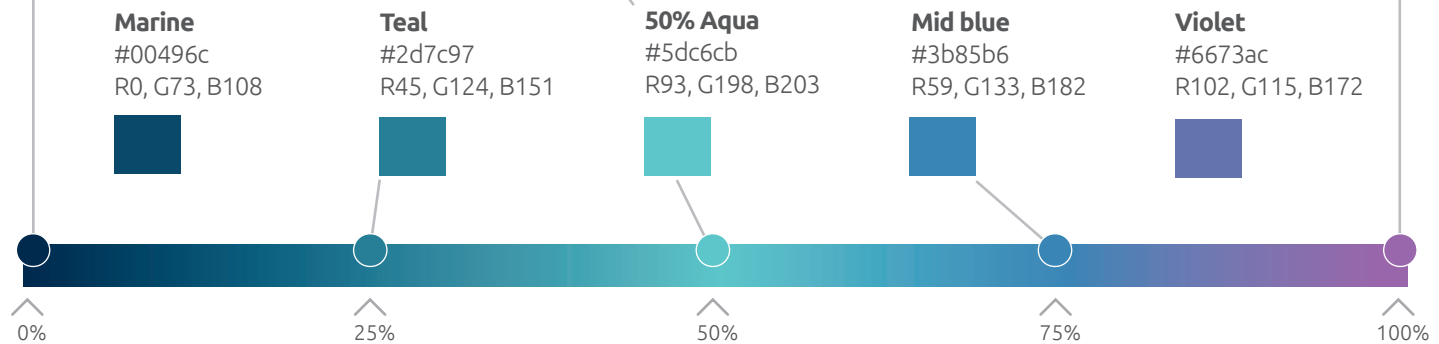 Marine
#00496c
R0, G73, B108
Teal
#2d7c97
R45, G124, B151
50% Aqua
#5dc6cb
R93, G198, B203
Mid blue
#3b85b6
R59, G133, B182
Violet
#6673ac
R102, G115, B172
0%
25%
50%
75%
100%